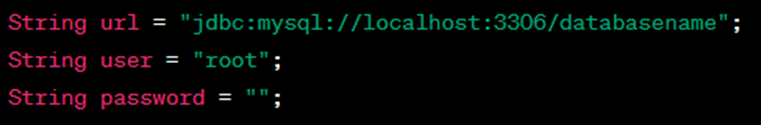 String url = "jdbc:mysql://localhost:3306/databasename";
String user = "root";
String password = "";